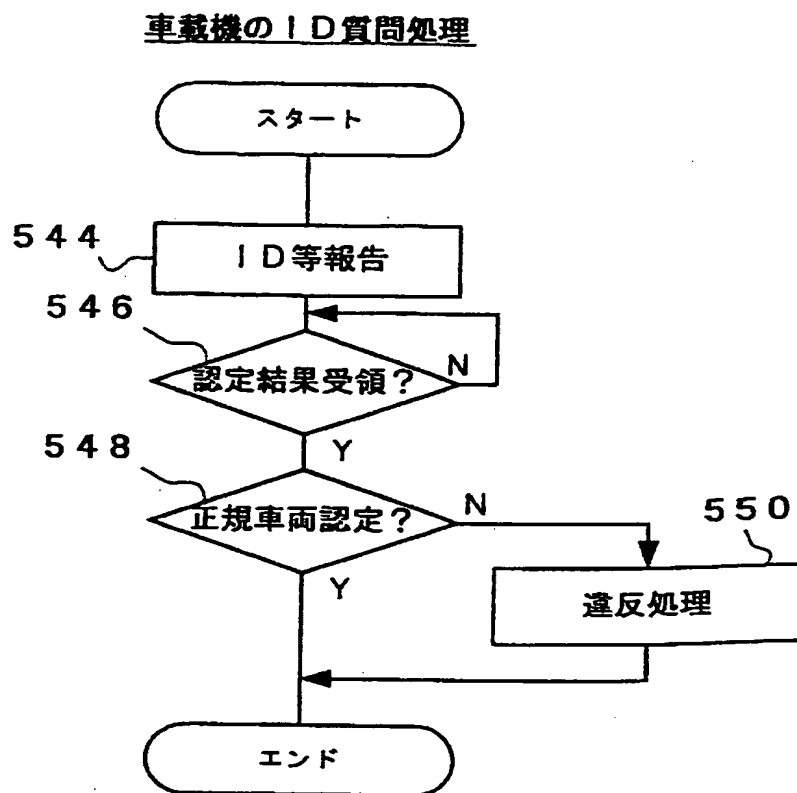 車載機のID質問処理
スタート
544
ID等報告
546
認定結果受領?
N
Y
548
正規車両認定?
N
Y
550
違反処理
エンド